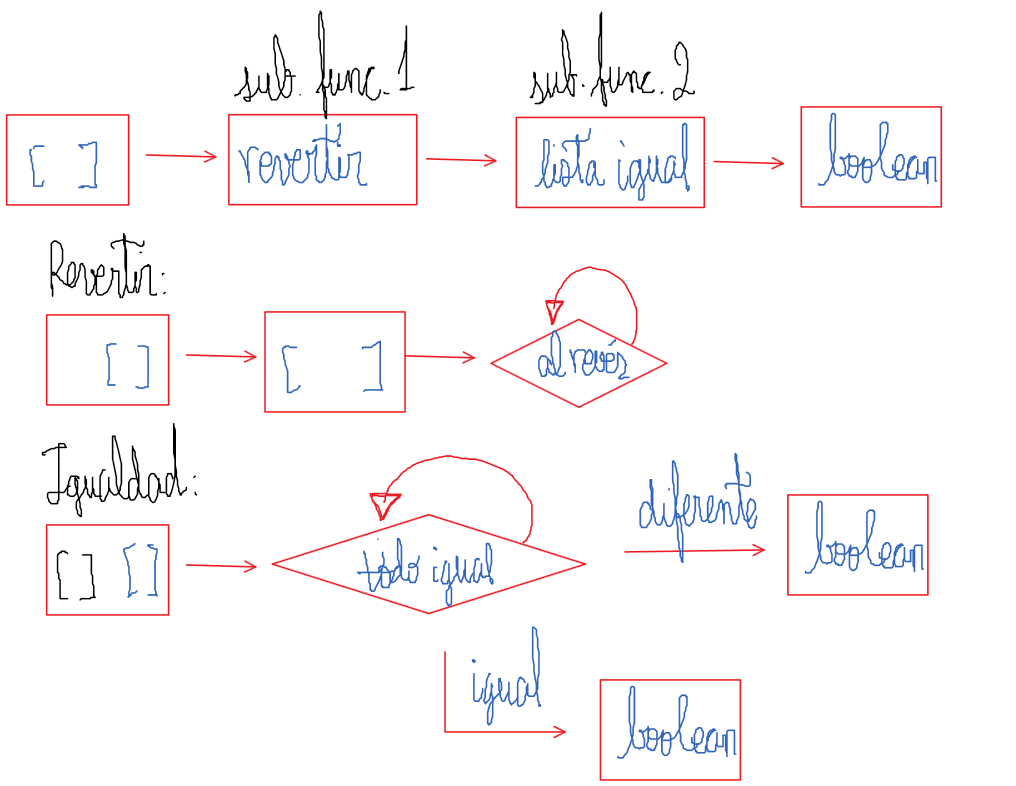 sub. func. 1 sub. func. 2
[ ] revertir lista igual boolean
Revertir:
[ ] [ ] al revés
Igualdad:
[ ] [ ] todo igual diferente boolean
igual boolean